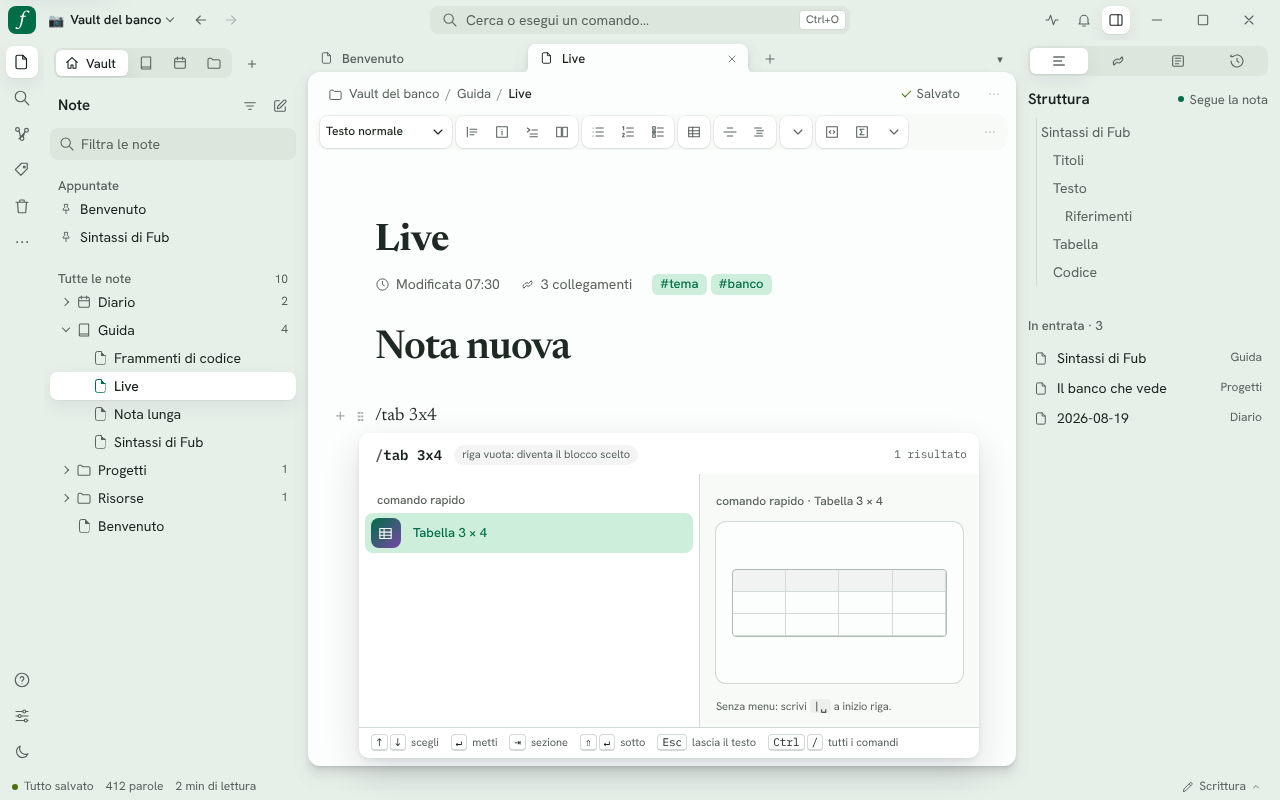 Vault del banco
Cerca o esegui un comando...
Ctrl+O
Vault
Note
Filtra le note
Appuntate
Benvenuto
Sintassi di Fub
Tutte le note 10
Diario 2
Guida 4
Frammenti di codice
Live
Nota lunga
Sintassi di Fub
Progetti 1
Risorse 1
Benvenuto
Benvenuto
Live
Vault del banco / Guida / Live
Salvato
Testo normale
Live
Modificata 07:30
3 collegamenti
#tema
#banco
Nota nuova
/tab 3x4
/tab 3x4
riga vuota: diventa il blocco scelto
1 risultato
comando rapido
Tabella 3 × 4
comando rapido · Tabella 3 × 4
Senza menu: scrivi |␣ a inizio riga.
↑ ↓ scegli ↵ metti ⇥ sezione ⇧ ↵ sotto Esc lascia il testo Ctrl / tutti i comandi
Struttura
Segue la nota
Sintassi di Fub
Titoli
Testo
Riferimenti
Tabella
Codice
In entrata · 3
Sintassi di Fub Guida
Il banco che vede Progetti
2026-08-19 Diario
Tutto salvato
412 parole
2 min di lettura
Scrittura